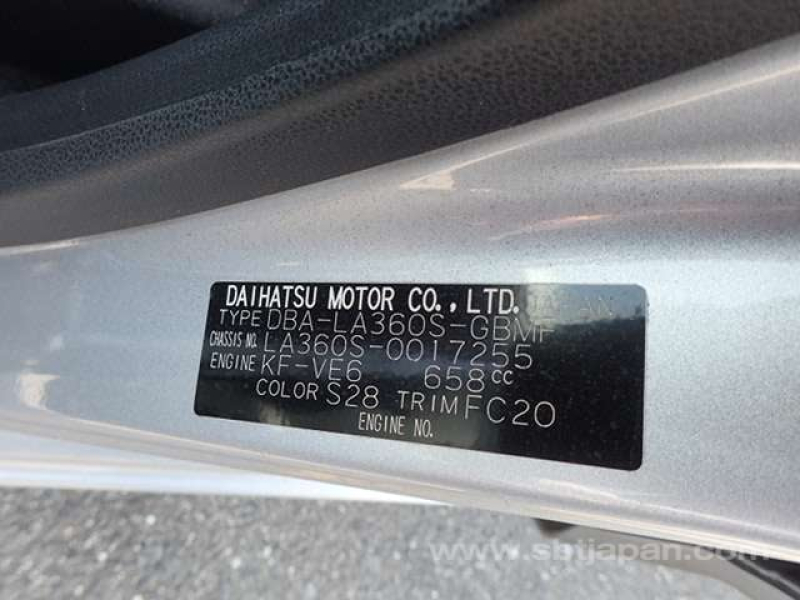 DAIHATSU MOTOR CO., LTD. JAPAN
TYPE DBA-LA360S-GBMF
CHASSIS NO. LA360S-0017255
ENGINE KF-VE6 658CC
COLOR S28 TRIM FC20
ENGINE NO.
www.sbtjapan.com